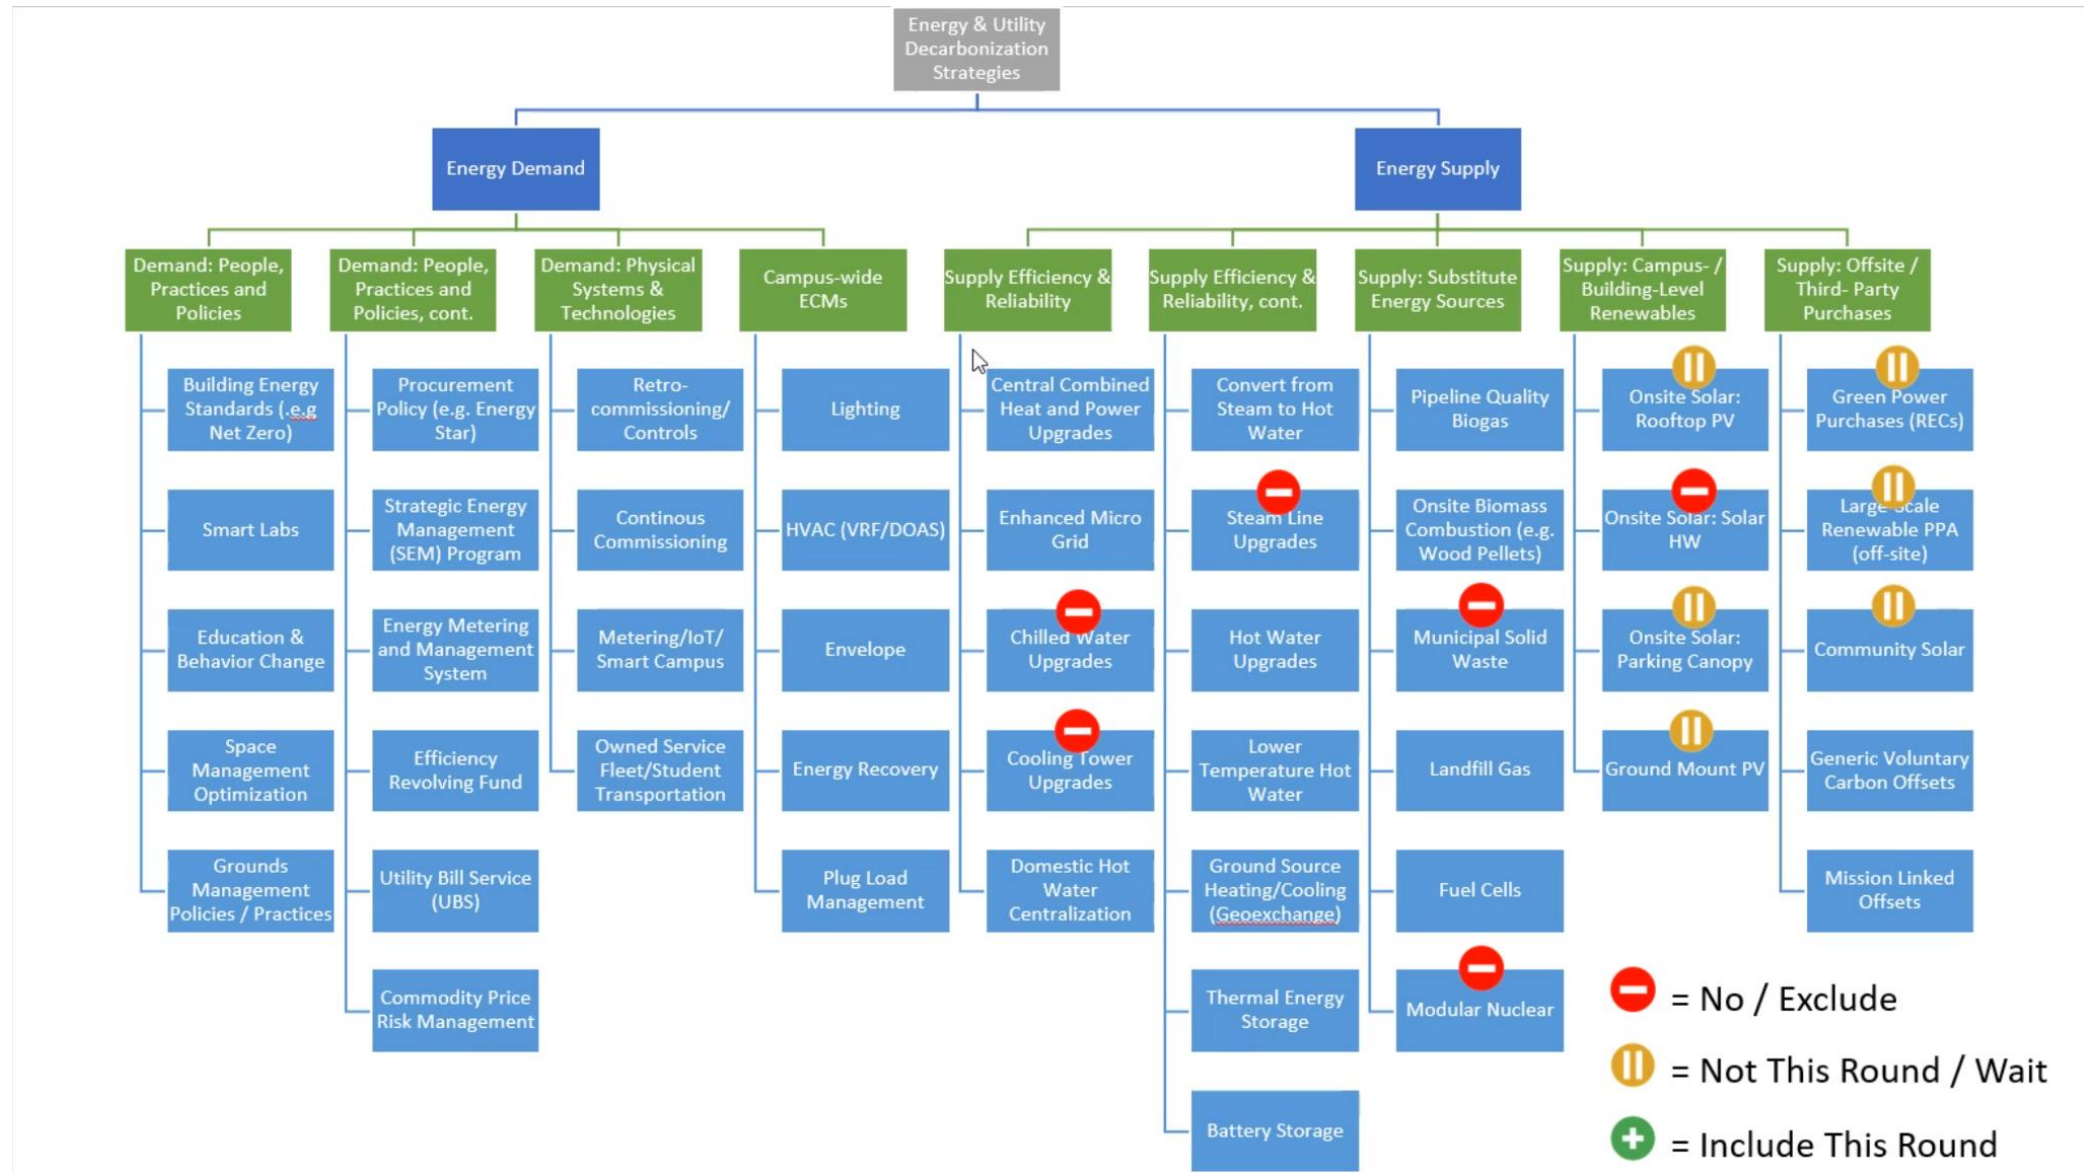 Energy & Utility
Decarbonization
Strategies
Energy Demand
Energy Supply
Demand: People,
Practices and
Policies
Demand: People,
Practices and
Policies, cont.
Demand: Physical
Systems &
Technologies
Campus-wide
ECMs
Supply Efficiency &
Reliability
Supply Efficiency &
Reliability, cont.
Supply: Substitute
Energy Sources
Supply: Campus- /
Building-Level
Renewables
Supply: Offsite /
Third- Party
Purchases
Building Energy
Standards (.e.g
Net Zero)
Smart Labs
Education &
Behavior Change
Space
Management
Optimization
Grounds
Management
Policies / Practices
Procurement
Policy (e.g. Energy
Star)
Strategic Energy
Management
(SEM) Program
Energy Metering
and Management
System
Efficiency
Revolving Fund
Utility Bill Service
(UBS)
Commodity Price
Risk Management
Retro-
commissioning/
Controls
Continous
Commissioning
Metering/IoT/
Smart Campus
Owned Service
Fleet/Student
Transportation
Lighting
HVAC (VRF/DOAS)
Envelope
Energy Recovery
Plug Load
Management
Central Combined
Heat and Power
Upgrades
Enhanced Micro
Grid
Chilled Water
Upgrades
Cooling Tower
Upgrades
Domestic Hot
Water
Centralization
Convert from
Steam to Hot
Water
Steam Line
Upgrades
Hot Water
Upgrades
Lower
Temperature Hot
Water
Ground Source
Heating/Cooling
(Geoexchange)
Thermal Energy
Storage
Battery Storage
Pipeline Quality
Biogas
Onsite Biomass
Combustion (e.g.
Wood Pellets)
Municipal Solid
Waste
Landfill Gas
Fuel Cells
Modular Nuclear
Onsite Solar:
Rooftop PV
Onsite Solar: Solar
HW
Onsite Solar:
Parking Canopy
Ground Mount PV
Green Power
Purchases (RECs)
Large Scale
Renewable PPA
(off-site)
Community Solar
Generic Voluntary
Carbon Offsets
Mission Linked
Offsets
= No / Exclude
= Not This Round / Wait
= Include This Round